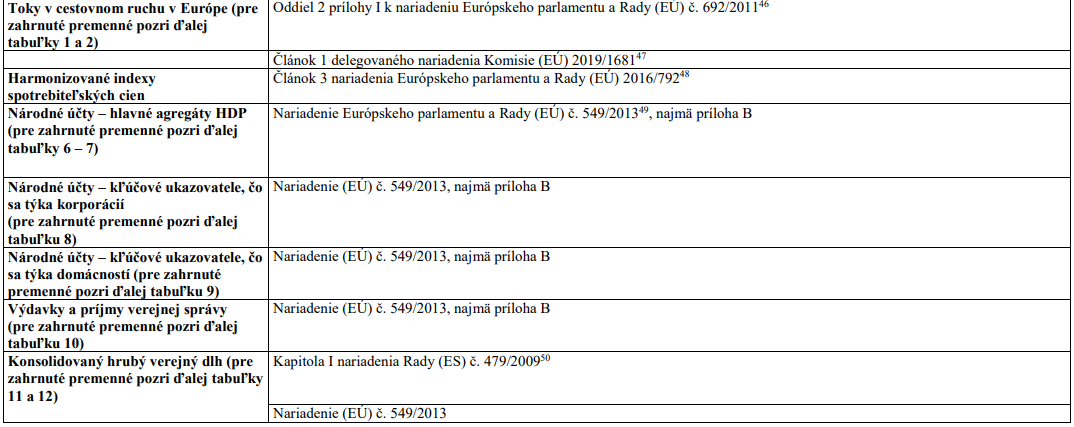 Toky v cestovnom ruchu v Európe (pre
zahrnuté premenné pozri ďalej
tabuľky 1 a 2)
Oddiel 2 prílohy I k nariadeniu Európskeho parlamentu a Rady (EÚ) č. 692/2011⁴⁶
Článok 1 delegovaného nariadenia Komisie (EÚ) 2019/1681⁴⁷
Harmonizované indexy
spotrebiteľských cien
Článok 3 nariadenia Európskeho parlamentu a Rady (EÚ) 2016/792⁴⁸
Národné účty – hlavné agregáty HDP
(pre zahrnuté premenné pozri ďalej
tabuľky 6 – 7)
Nariadenie Európskeho parlamentu a Rady (EÚ) č. 549/2013⁴⁹, najmä príloha B
Národné účty – kľúčové ukazovatele, čo
sa týka korporácií
(pre zahrnuté premenné pozri ďalej
tabuľku 8)
Nariadenie (EÚ) č. 549/2013, najmä príloha B
Národné účty – kľúčové ukazovatele, čo
sa týka domácností (pre zahrnuté
premenné pozri ďalej tabuľku 9)
Nariadenie (EÚ) č. 549/2013, najmä príloha B
Výdavky a príjmy verejnej správy
(pre zahrnuté premenné pozri ďalej
tabuľku 10)
Nariadenie (EÚ) č. 549/2013, najmä príloha B
Konsolidovaný hrubý verejný dlh (pre
zahrnuté premenné pozri ďalej tabuľky
11 a 12)
Kapitola I nariadenia Rady (ES) č. 479/2009⁵⁰
Nariadenie (EÚ) č. 549/2013